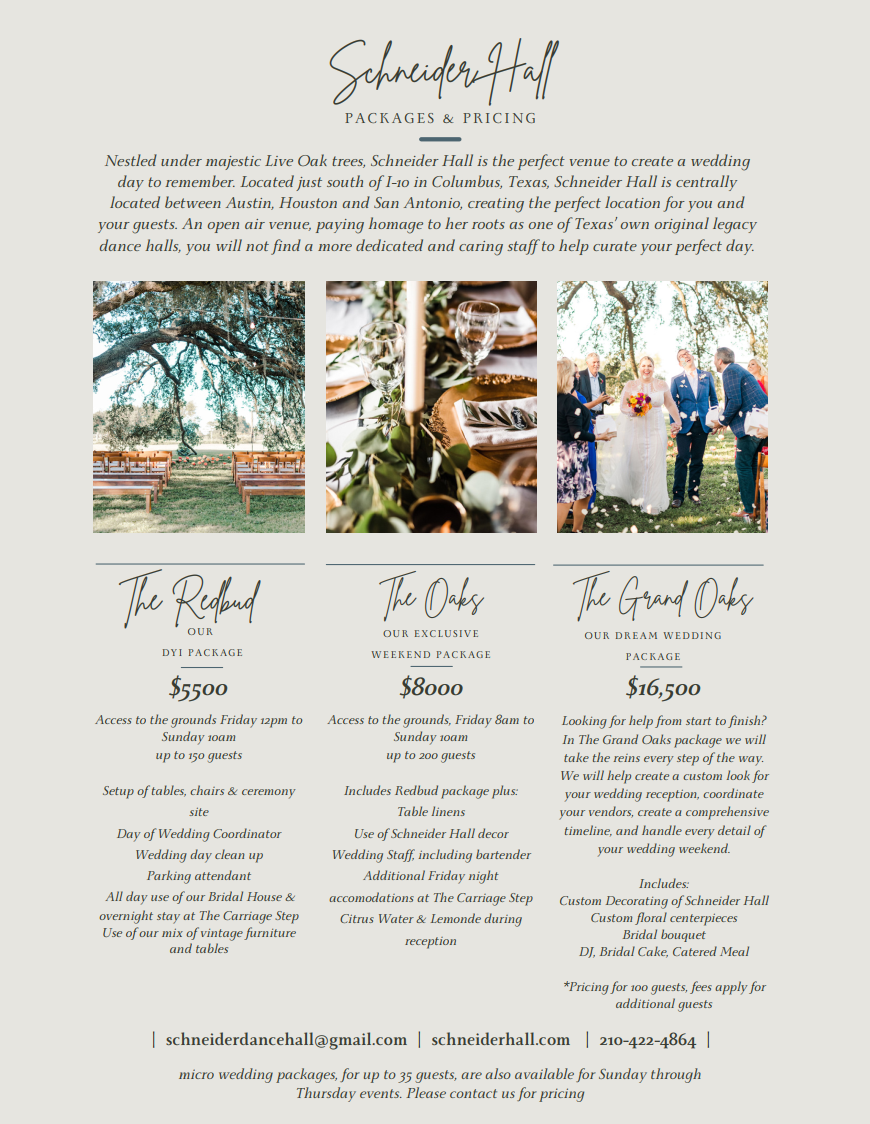 Schneider Hall
PACKAGES & PRICING
Nestled under majestic Live Oak trees, Schneider Hall is the perfect venue to create a wedding
day to remember. Located just south of I-10 in Columbus, Texas, Schneider Hall is centrally
located between Austin, Houston and San Antonio, creating the perfect location for you and
your guests. An open air venue, paying homage to her roots as one of Texas' own original legacy
dance halls, you will not find a more dedicated and caring staff to help curate your perfect day.
The Redbud
OUR
DYI PACKAGE
$5500
Access to the grounds Friday 12pm to
Sunday 10am
up to 150 guests
Setup of tables, chairs & ceremony
site
Day of Wedding Coordinator
Wedding day clean up
Parking attendant
All day use of our Bridal House &
overnight stay at The Carriage Step
Use of our mix of vintage furniture
and tables
The Oaks
OUR EXCLUSIVE
WEEKEND PACKAGE
$8000
Access to the grounds, Friday 8am to
Sunday 10am
up to 200 guests
Includes Redbud package plus:
Table linens
Use of Schneider Hall decor
Wedding Staff, including bartender
Additional Friday night
accomodations at The Carriage Step
Citrus Water & Lemonde during
reception
The Grand Oaks
OUR DREAM WEDDING
PACKAGE
$16,500
Looking for help from start to finish?
In The Grand Oaks package we will
take the reins every step of the way.
We will help create a custom look for
your wedding reception, coordinate
your vendors, create a comprehensive
timeline, and handle every detail of
your wedding weekend.
Includes:
Custom Decorating of Schneider Hall
Custom floral centerpieces
Bridal bouquet
DJ, Bridal Cake, Catered Meal
*Pricing for 100 guests, fees apply for
additional guests
| schneiderdancehall@gmail.com | schneiderhall.com | 210-422-4864 |
micro wedding packages, for up to 35 guests, are also available for Sunday through
Thursday events. Please contact us for pricing